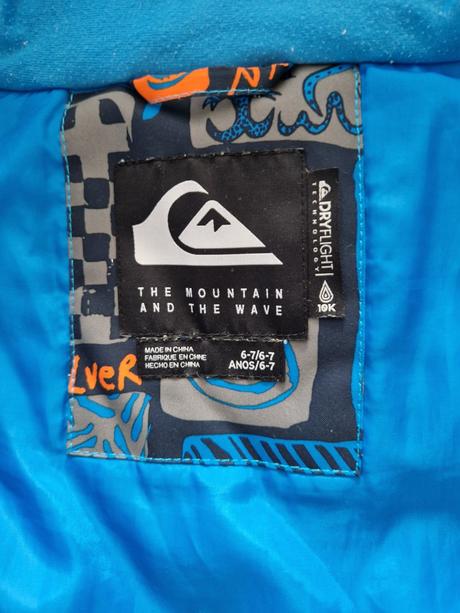 THE MOUNTAIN
AND THE WAVE
DRYFLIGHT
TECHNOLOGY
10K
MADE IN CHINA
FABRIQUE EN CHINE
HECHO EN CHINA
6-7/6-7
ANOS/6-7
LVER